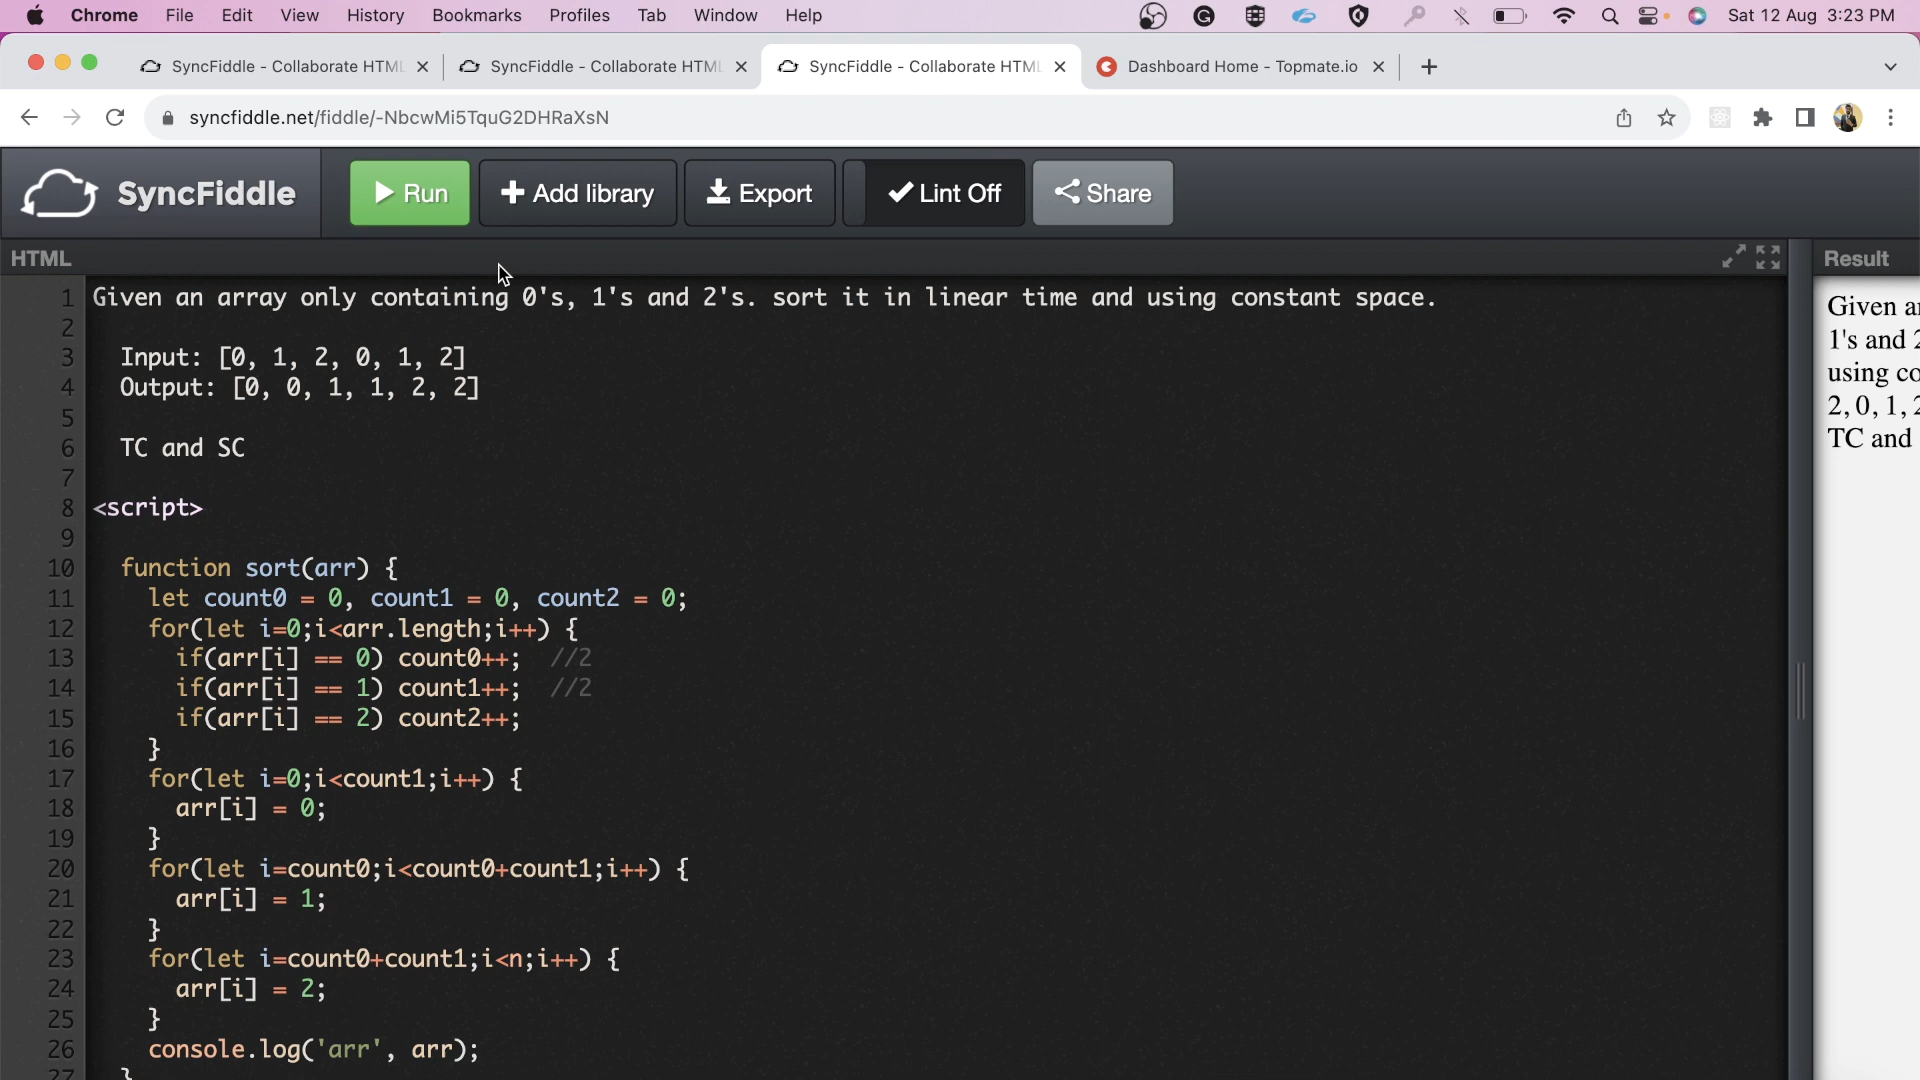 Chrome File Edit View History Bookmarks Profiles Tab Window Help Sat 12 Aug 3:23 PM
SyncFiddle - Collaborate HTML SyncFiddle - Collaborate HTML SyncFiddle - Collaborate HTML Dashboard Home - Topmate.io
syncfiddle.net/fiddle/-NbcwMi5TquG2DHRaXsN
SyncFiddle Run Add library Export Lint Off Share
HTML
1 Given an array only containing 0's, 1's and 2's. sort it in linear time and using constant space.
2
3 Input: [0, 1, 2, 0, 1, 2]
4 Output: [0, 0, 1, 1, 2, 2]
5
6 TC and SC
7
8 <script>
9
10 function sort(arr) {
11 let count0 = 0, count1 = 0, count2 = 0;
12 for(let i=0;i<arr.length;i++) {
13 if(arr[i] == 0) count0++; //2
14 if(arr[i] == 1) count1++; //2
15 if(arr[i] == 2) count2++;
16 }
17 for(let i=0;i<count1;i++) {
18 arr[i] = 0;
19 }
20 for(let i=count0;i<count0+count1;i++) {
21 arr[i] = 1;
22 }
23 for(let i=count0+count1;i<n;i++) {
24 arr[i] = 2;
25 }
26 console.log('arr', arr);
27 }
Result
Given
1's and
using
2, 0, 1,
TC and